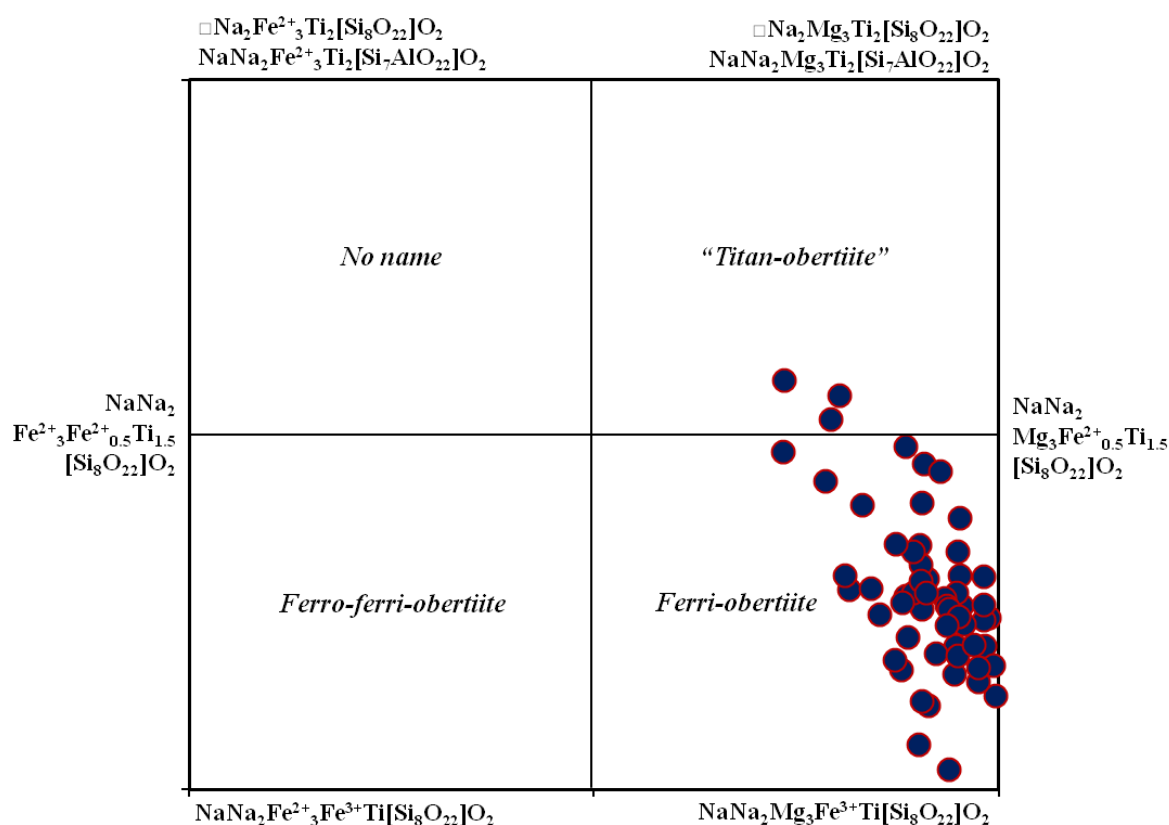 □Na₂Fe²⁺₃Ti₂[Si₈O₂₂]O₂
NaNa₂Fe²⁺₃Ti₂[Si₇AlO₂₂]O₂
□Na₂Mg₃Ti₂[Si₈O₂₂]O₂
NaNa₂Mg₃Ti₂[Si₇AlO₂₂]O₂
No name
“Titan-obertiite”
NaNa₂
Fe²⁺₃Fe²⁺₀.₅Ti₁.₅
[Si₈O₂₂]O₂
NaNa₂
Mg₃Fe²⁺₀.₅Ti₁.₅
[Si₈O₂₂]O₂
Ferro-ferri-obertiite
Ferri-obertiite
NaNa₂Fe²⁺₃Fe³⁺Ti[Si₈O₂₂]O₂
NaNa₂Mg₃Fe³⁺Ti[Si₈O₂₂]O₂